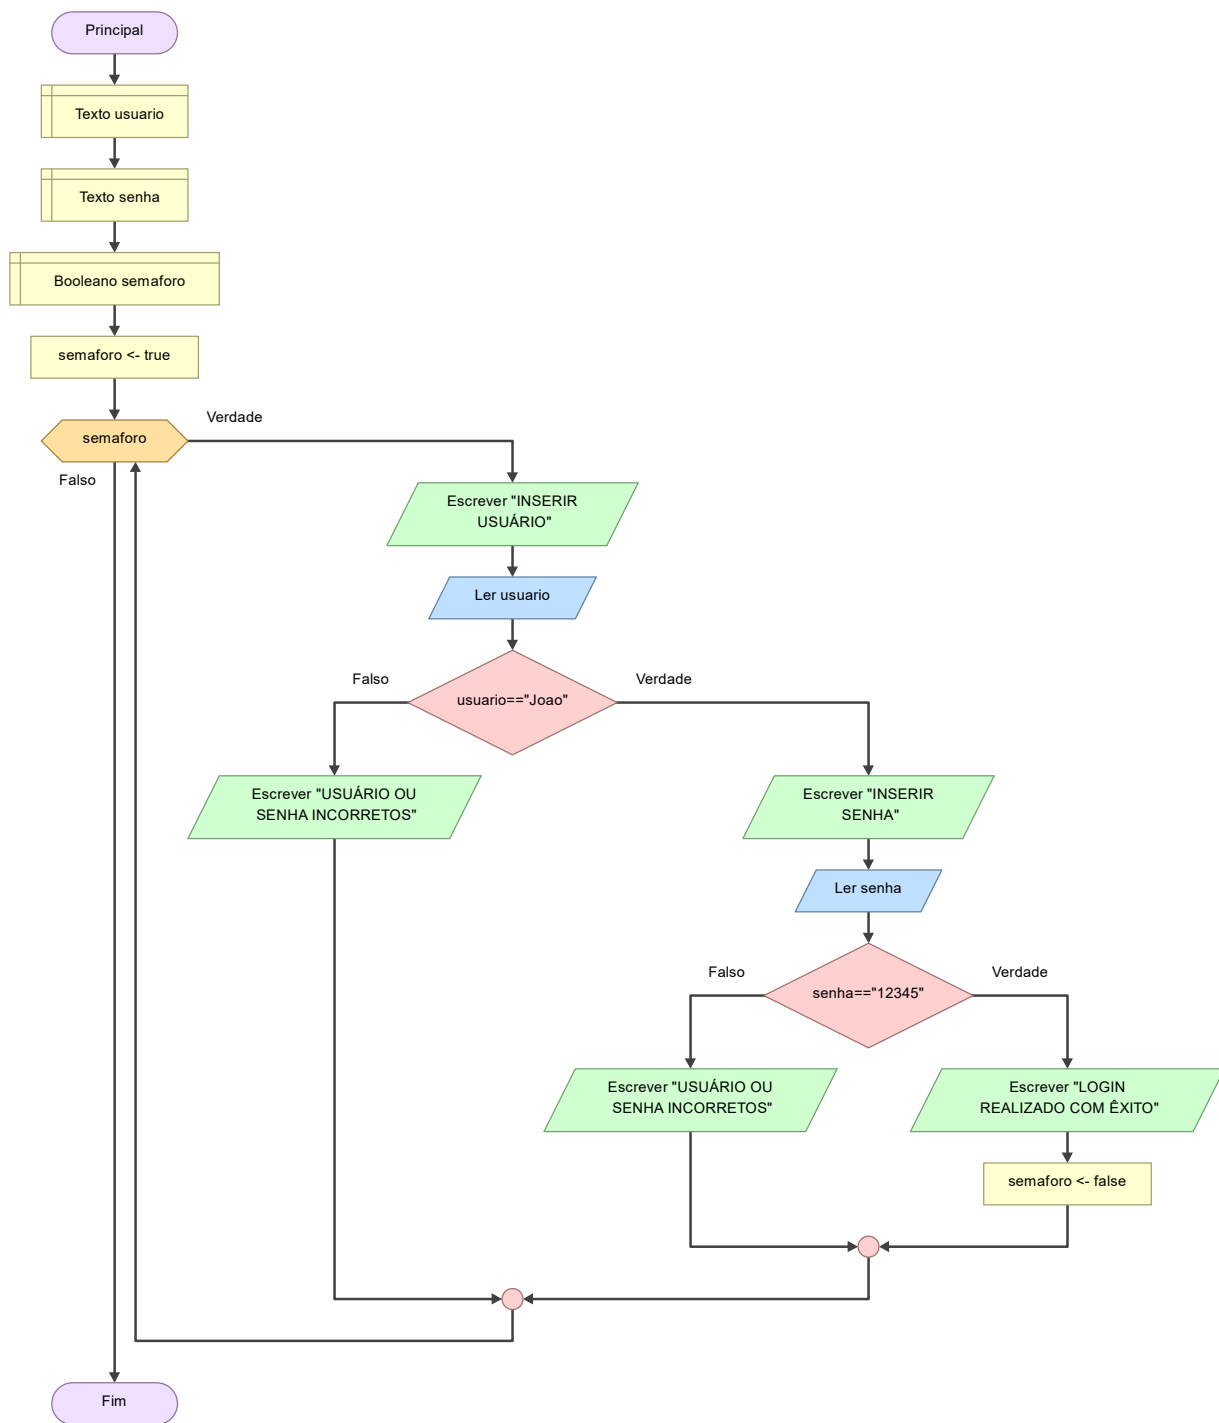 Principal
Texto usuario
Texto senha
Booleano semaforo
semaforo <- true
Verdade
semaforo
Falso
Escrever "INSERIR
USUÁRIO"
Ler usuario
Falso
Verdade
usuario=="Joao"
Escrever "USUÁRIO OU
SENHA INCORRETOS"
Escrever "INSERIR
SENHA"
Ler senha
Falso
Verdade
senha=="12345"
Escrever "USUÁRIO OU
SENHA INCORRETOS"
Escrever "LOGIN
REALIZADO COM ÊXITO"
semaforo <- false
Fim